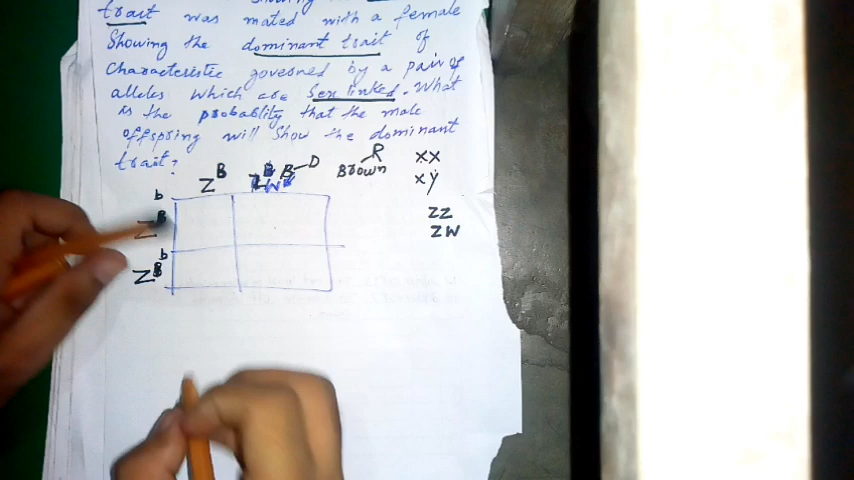 trait was mated with a female
Showing the dominant trait of
Characteristic governed by a pair of
alleles which are Sex linked. What
is the probablity that the male
offspring will Show the dominant
trait?
Z B W B D
Brown R
XX
XY
ZZ
ZW
b
Z B
b
Z B